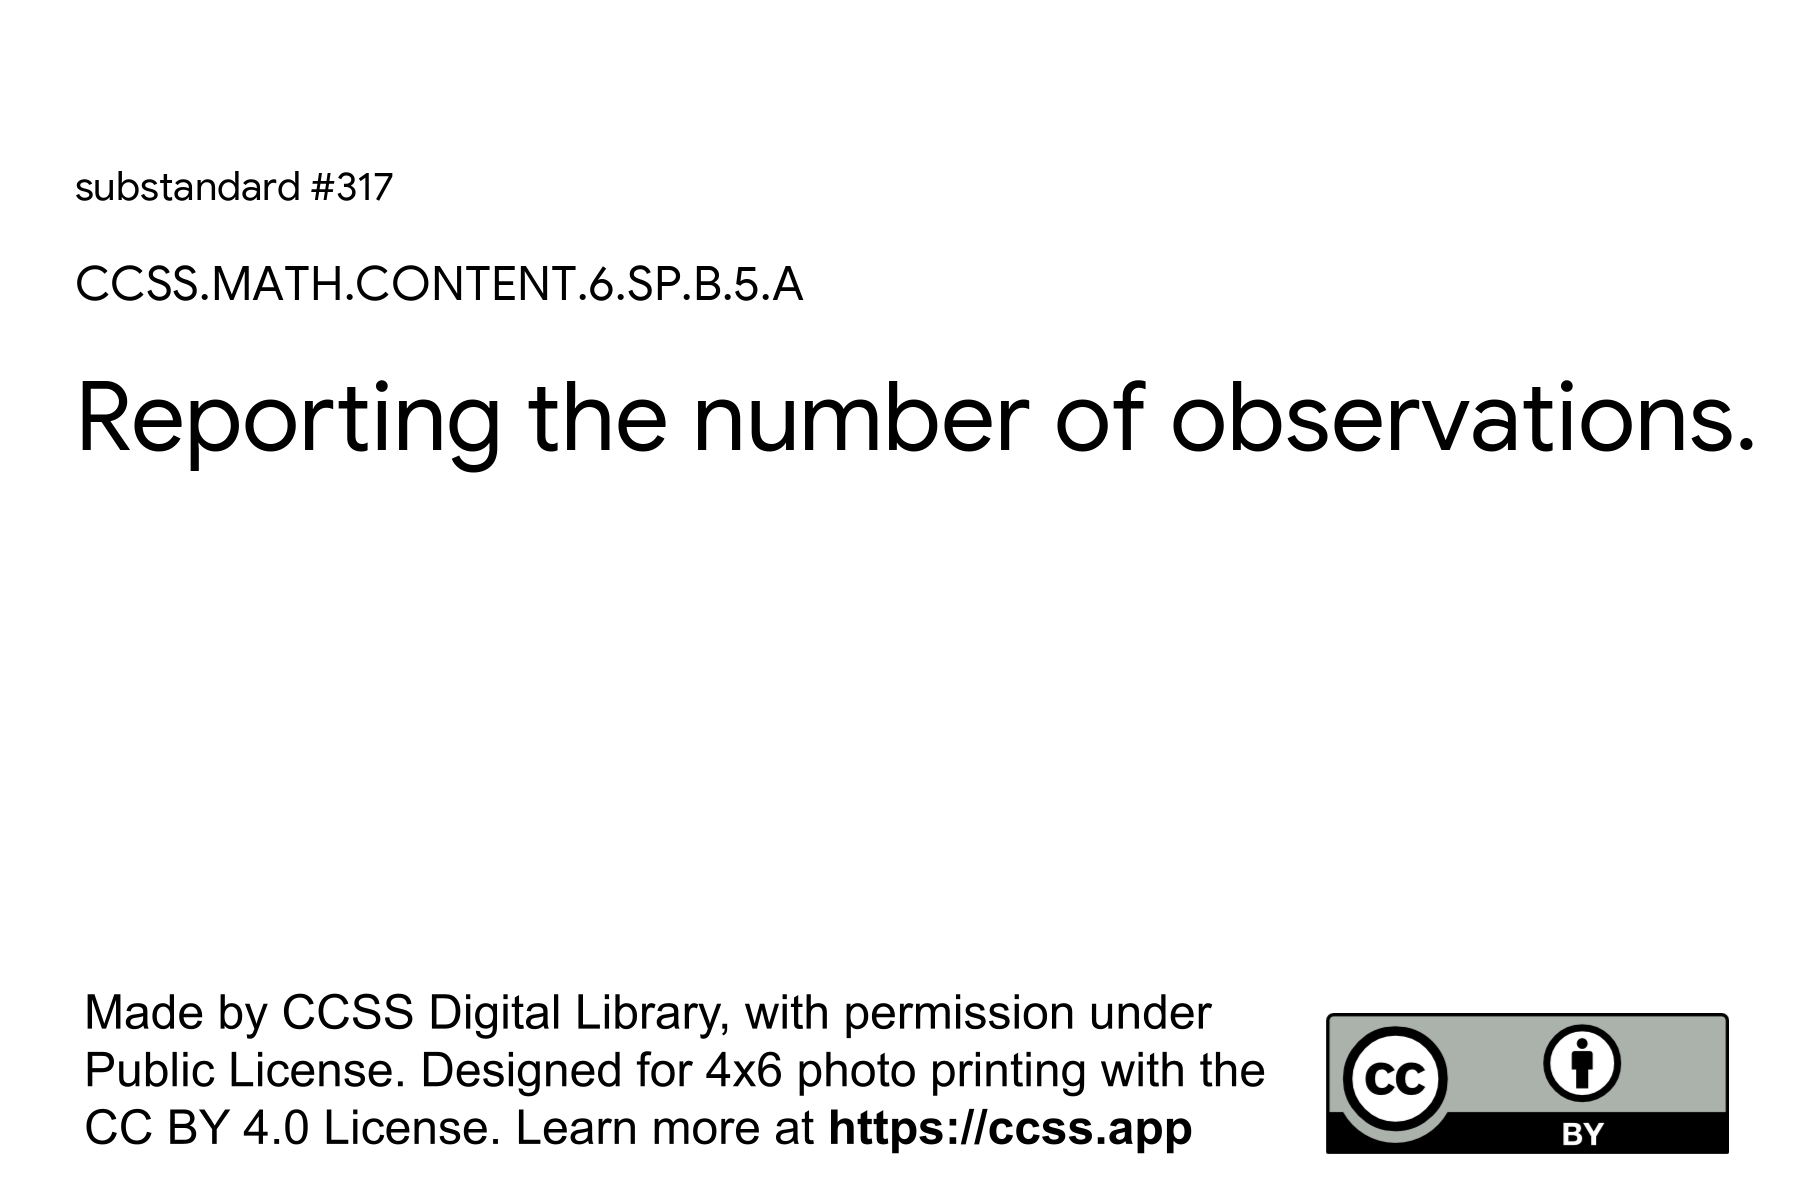 substandard #317
CCSS.MATH.CONTENT.6.SP.B.5.A
Reporting the number of observations.
Made by CCSS Digital Library, with permission under
Public License. Designed for 4x6 photo printing with the
CC BY 4.0 License. Learn more at https://ccss.app
CC
BY